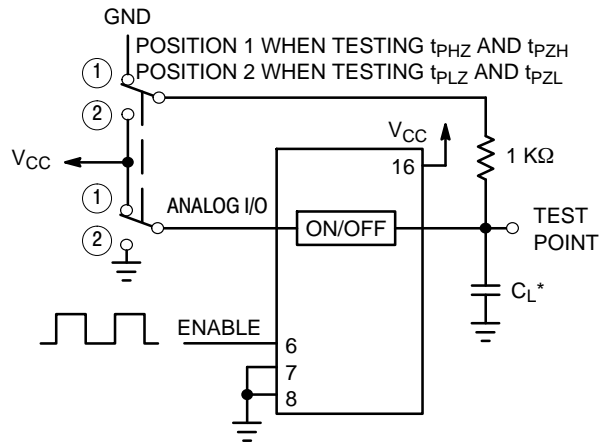 GND
POSITION 1 WHEN TESTING tPHZ AND tPZH
POSITION 2 WHEN TESTING tPLZ AND tPZL
1
2
VCC
1
2
VCC
16
1 KΩ
ANALOG I/O
ON/OFF
TEST
POINT
CL*
ENABLE
6
7
8